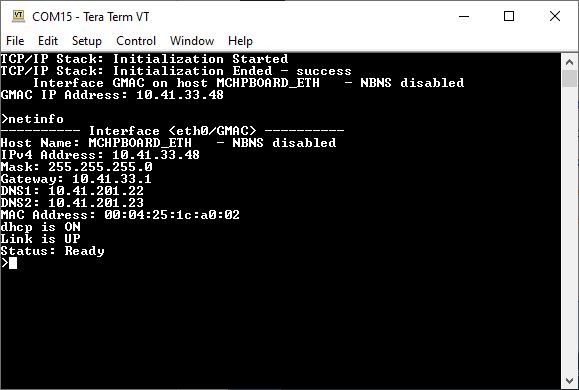 COM15 - Tera Term VT
File Edit Setup Control Window Help
TCP/IP Stack: Initialization Started
TCP/IP Stack: Initialization Ended - success
    Interface GMAC on host MCHPBOARD_ETH   - NBNS disabled
GMAC IP Address: 10.41.33.48
>netinfo
---------- Interface <eth0/GMAC> ----------
Host Name: MCHPBOARD_ETH   - NBNS disabled
IPv4 Address: 10.41.33.48
Mask: 255.255.255.0
Gateway: 10.41.33.1
DNS1: 10.41.201.22
DNS2: 10.41.201.23
MAC Address: 00:04:25:1c:a0:02
dhcp is ON
Link is UP
Status: Ready
>